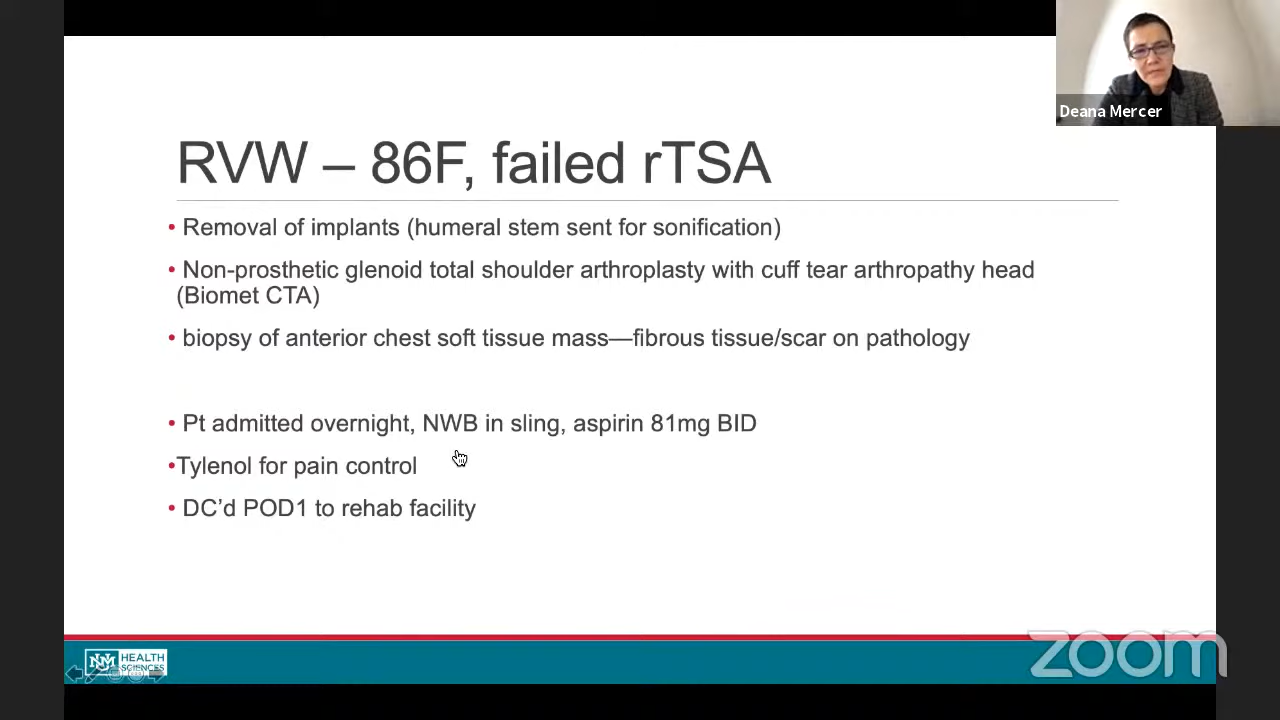 Deana Mercer
RVW – 86F, failed rTSA
• Removal of implants (humeral stem sent for sonification)
• Non-prosthetic glenoid total shoulder arthroplasty with cuff tear arthropathy head
(Biomet CTA)
• biopsy of anterior chest soft tissue mass—fibrous tissue/scar on pathology
• Pt admitted overnight, NWB in sling, aspirin 81mg BID
•Tylenol for pain control
• DC’d POD1 to rehab facility
UNM HEALTH
SCIENCES
zoom